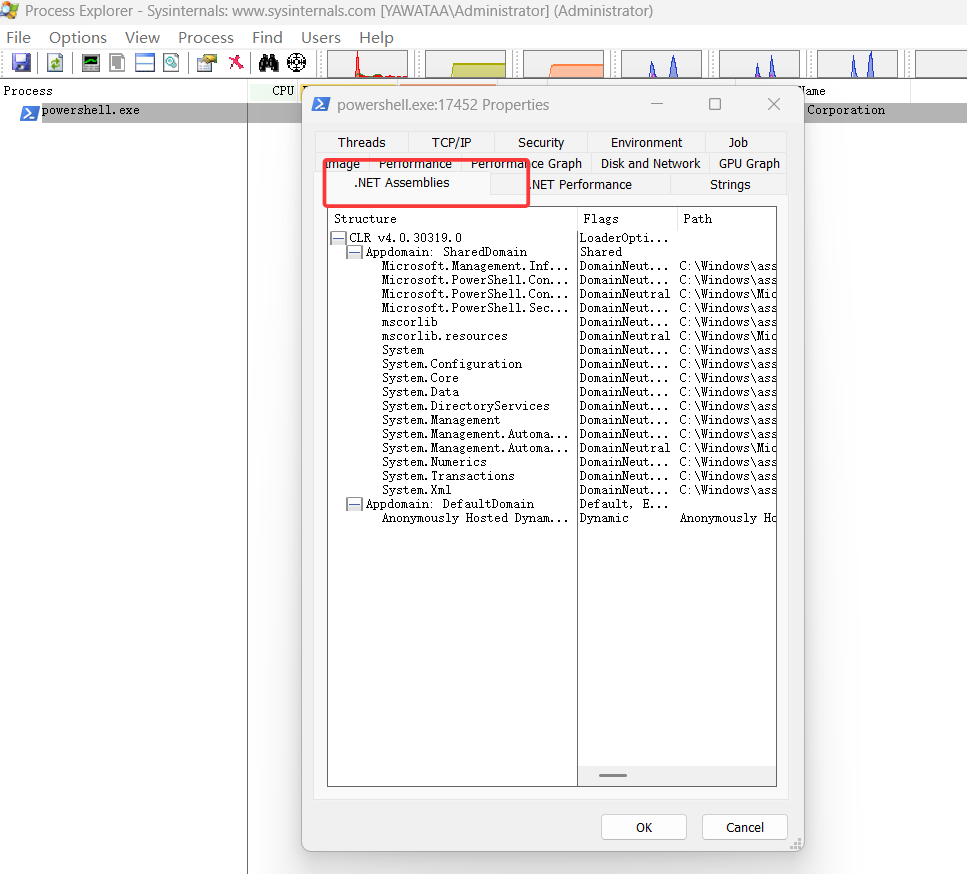 Process Explorer - Sysinternals: www.sysinternals.com [YAWATAA\Administrator] (Administrator)
File Options View Process Find Users Help
Process CPU Name
powershell.exe Corporation
powershell.exe:17452 Properties
Threads TCP/IP Security Environment Job
Image Performance Performance Graph Disk and Network GPU Graph
.NET Assemblies .NET Performance Strings
Structure Flags Path
CLR v4.0.30319.0 LoaderOpti...
Appdomain: SharedDomain Shared
Microsoft.Management.Inf... DomainNeut... C:\Windows\ass
Microsoft.PowerShell.Con... DomainNeut... C:\Windows\ass
Microsoft.PowerShell.Con... DomainNeutral C:\Windows\Mic
Microsoft.PowerShell.Sec... DomainNeut... C:\Windows\ass
mscorlib DomainNeut... C:\Windows\ass
mscorlib.resources DomainNeutral C:\Windows\Mic
System DomainNeut... C:\Windows\ass
System.Configuration DomainNeut... C:\Windows\ass
System.Core DomainNeut... C:\Windows\ass
System.Data DomainNeut... C:\Windows\ass
System.DirectoryServices DomainNeut... C:\Windows\ass
System.Management DomainNeut... C:\Windows\ass
System.Management.Automa... DomainNeut... C:\Windows\ass
System.Management.Automa... DomainNeutral C:\Windows\Mic
System.Numerics DomainNeut... C:\Windows\ass
System.Transactions DomainNeut... C:\Windows\ass
System.Xml DomainNeut... C:\Windows\ass
Appdomain: DefaultDomain Default, E...
Anonymously Hosted Dynam... Dynamic Anonymously Ho
OK Cancel